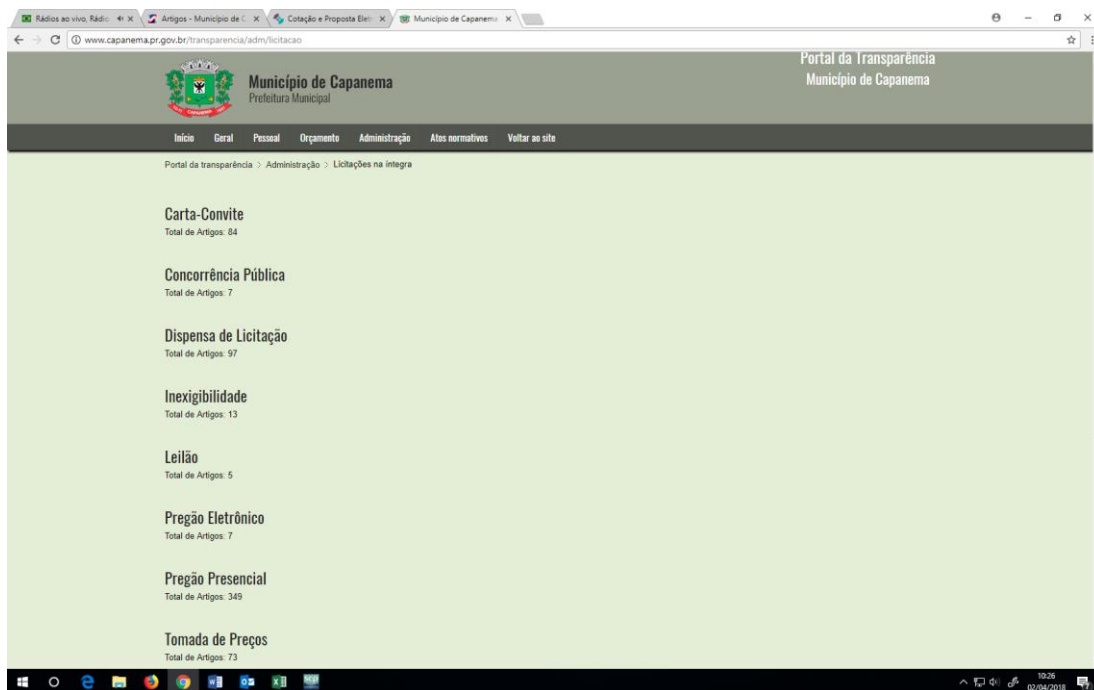 Rádios ao vivo, Rádio
Artigos - Município de C
Cotação e Proposta Eletr
Município de Capanema
www.capanema.pr.gov.br/transparencia/adm/licitacao
Município de Capanema
Prefeitura Municipal
Portal da Transparência
Município de Capanema
Início Geral Pessoal Orçamento Administração Atos normativos Voltar ao site
Portal da transparência > Administração > Licitações na íntegra
Carta-Convite
Total de Artigos: 84
Concorrência Pública
Total de Artigos: 7
Dispensa de Licitação
Total de Artigos: 97
Inexigibilidade
Total de Artigos: 13
Leilão
Total de Artigos: 5
Pregão Eletrônico
Total de Artigos: 7
Pregão Presencial
Total de Artigos: 349
Tomada de Preços
Total de Artigos: 73
10:26
02/04/2018